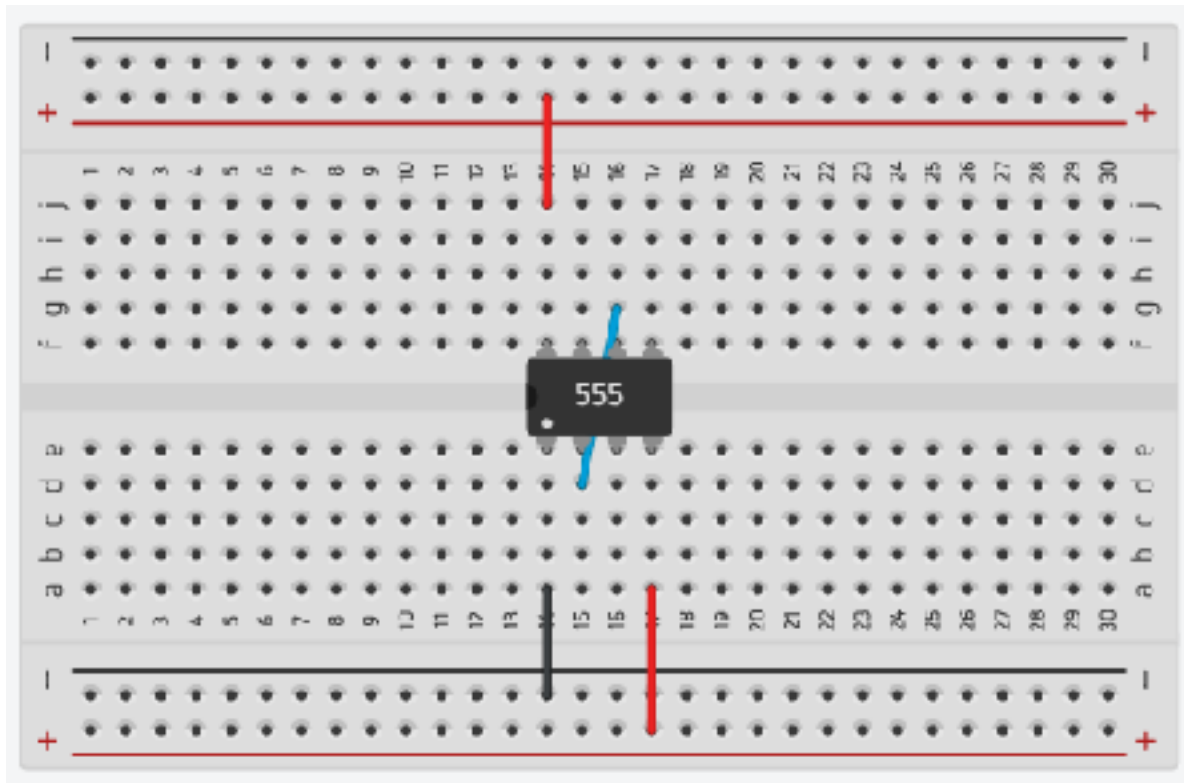 − −
+ +
1 2 3 4 5 6 7 8 9 10 11 12 13 14 15 16 17 18 19 20 21 22 23 24 25 26 27 28 29 30
j j
i i
h h
g g
f f
555
e e
d d
c c
b b
a a
1 2 3 4 5 6 7 8 9 10 11 12 13 14 15 16 17 18 19 20 21 22 23 24 25 26 27 28 29 30
− −
+ +